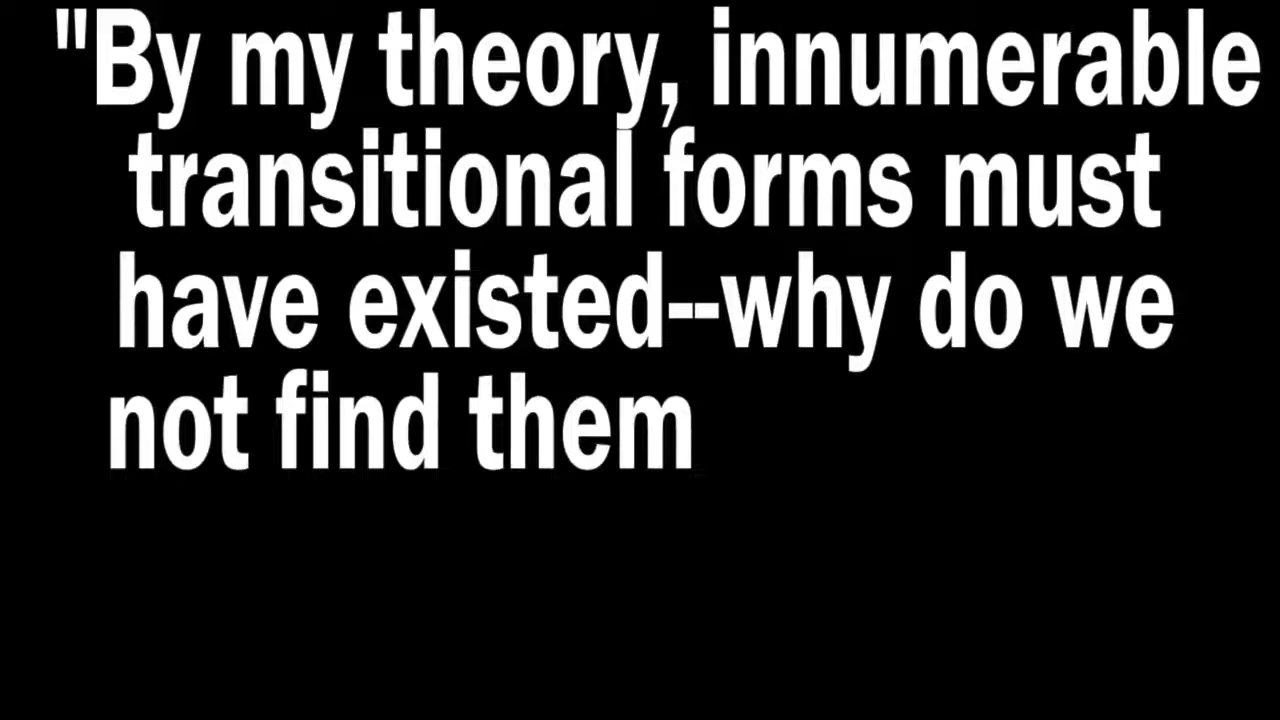 "By my theory, innumerable
transitional forms must
have existed--why do we
not find them